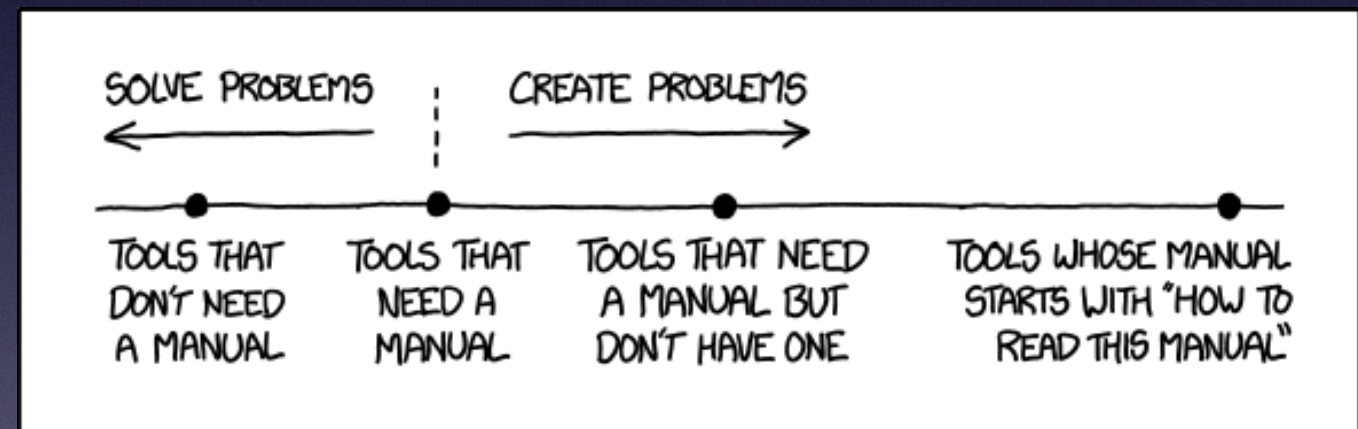 SOLVE PROBLEMS
CREATE PROBLEMS
TOOLS THAT
DON'T NEED
A MANUAL
TOOLS THAT
NEED A
MANUAL
TOOLS THAT NEED
A MANUAL BUT
DON'T HAVE ONE
TOOLS WHOSE MANUAL
STARTS WITH "HOW TO
READ THIS MANUAL"